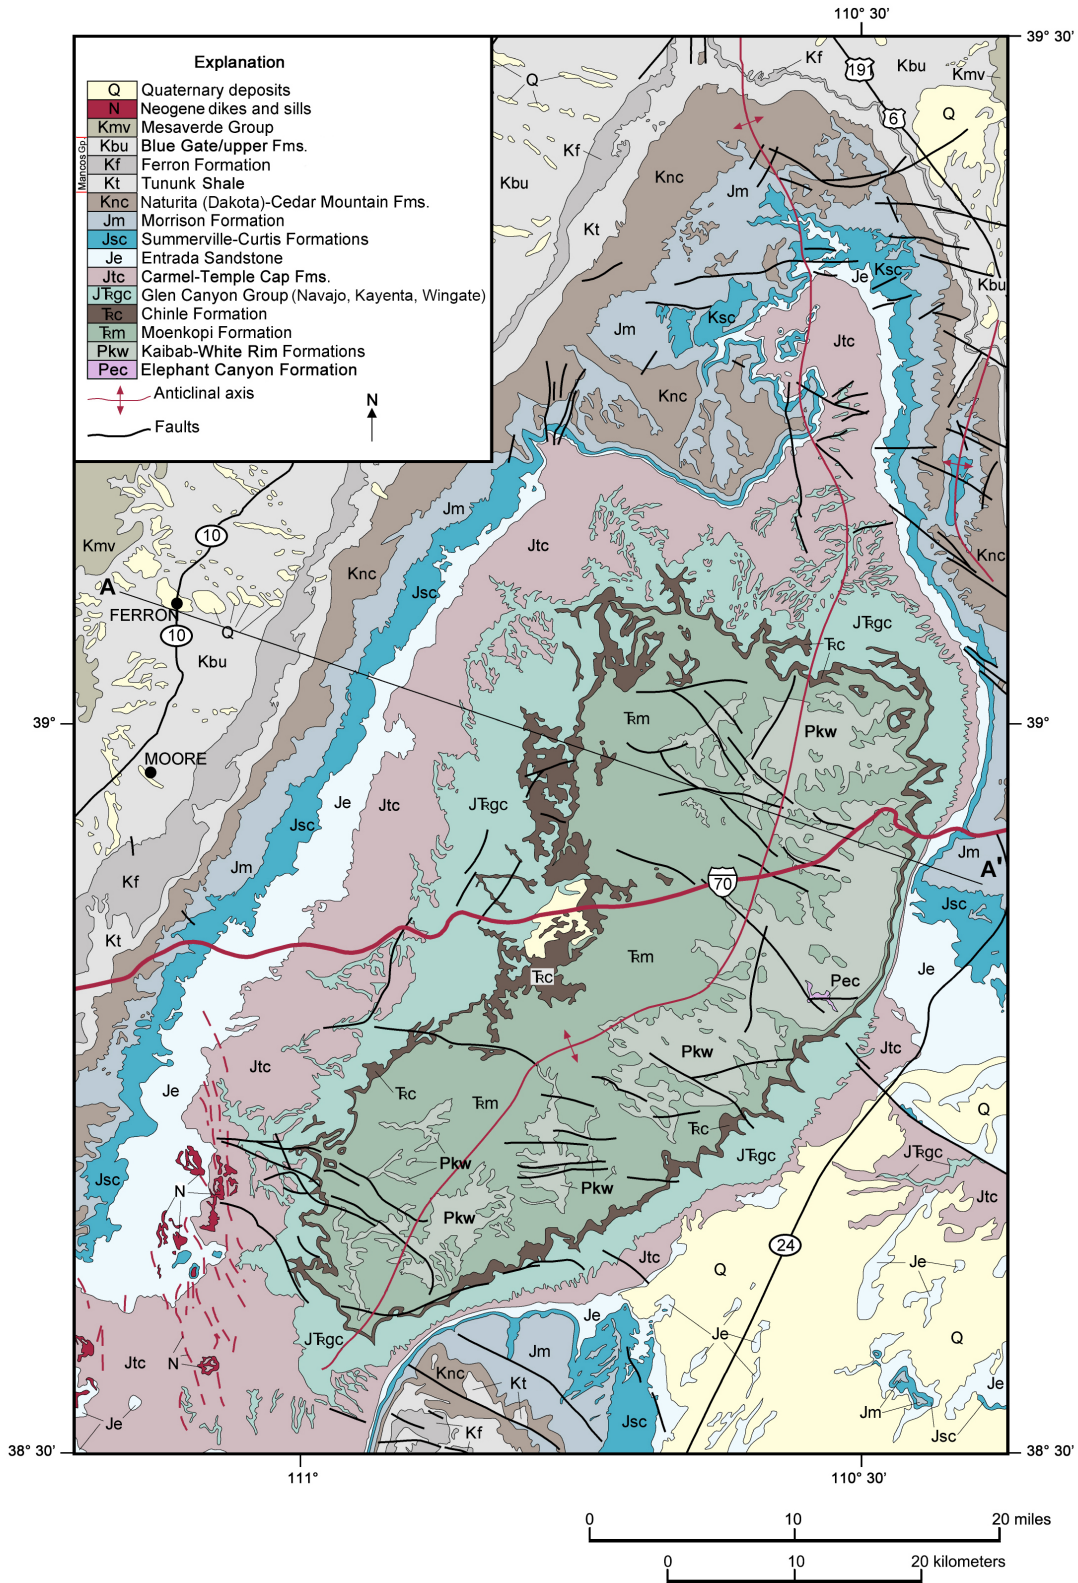 110° 30'
39° 30'
Explanation
Q Quaternary deposits
N Neogene dikes and sills
Kmv Mesaverde Group
Mancos Gp.
Kbu Blue Gate/upper Fms.
Kf Ferron Formation
Kt Tununk Shale
Knc Naturita (Dakota)-Cedar Mountain Fms.
Jm Morrison Formation
Jsc Summerville-Curtis Formations
Je Entrada Sandstone
Jtc Carmel-Temple Cap Fms.
JTRgc Glen Canyon Group (Navajo, Kayenta, Wingate)
TRc Chinle Formation
TRm Moenkopi Formation
Pkw Kaibab-White Rim Formations
Pec Elephant Canyon Formation
Anticlinal axis
N
Faults
Kf
191
Kbu
Kmv
Q
6
Q
Kf
Kbu
Knc
Jm
Kt
Je
Ksc
Kbu
Ksc
Jm
Jtc
Knc
Jm
10
Jtc
Kmv
Knc
Knc
A
Jsc
FERRON
10
Q
JTRgc
TRc
Kbu
TRm
39°
Pkw
39°
MOORE
Je
Jtc
JTRgc
Jsc
Jm
Jm
A'
Kf
70
Jsc
Kt
TRm
Je
TRc
Pec
Pkw
Jtc
Jtc
Je
TRc
TRm
Q
TRc
JTRgc
JTRgc
Pkw
Jsc
N
Pkw
Jtc
Pkw
24
Jtc
Q
Je
Je
Je
JTRgc
Q
Jm
Jtc
N
Knc
Kt
Je
Je
Jsc
Jm
Kf
Jsc
38° 30'
38° 30'
111°
110° 30'
0 10 20 miles
0 10 20 kilometers